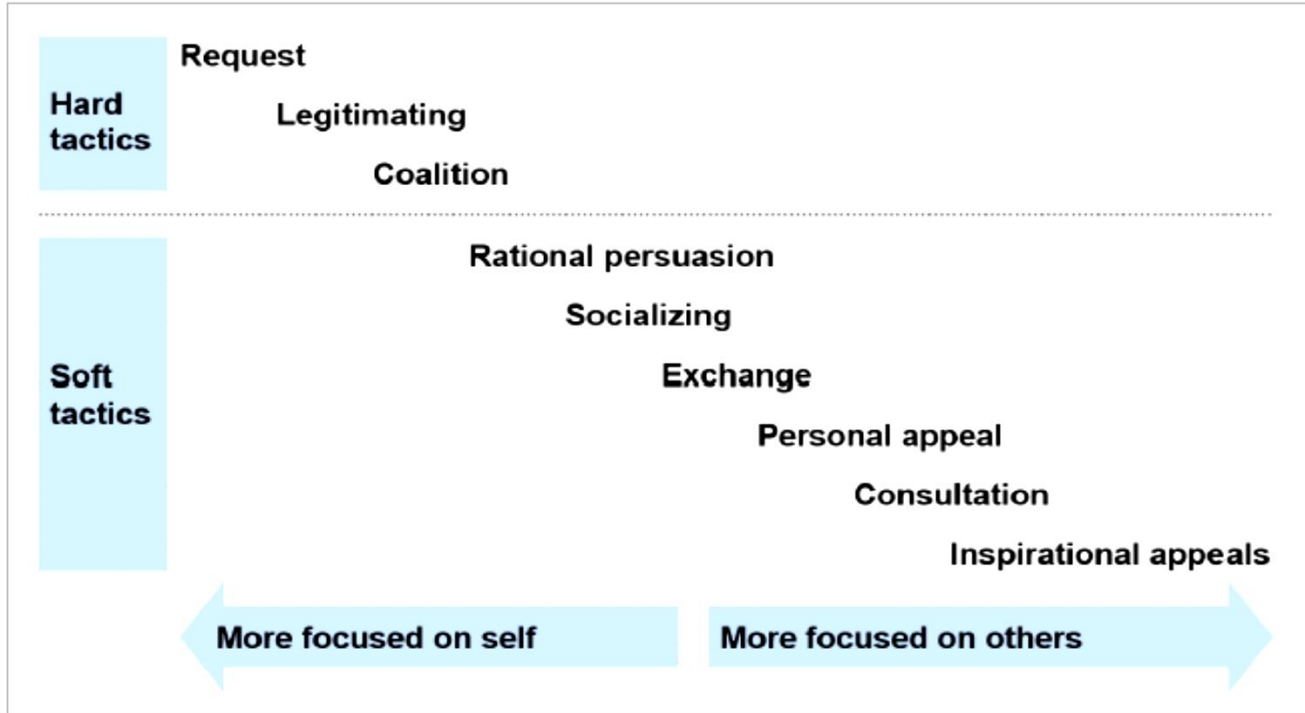 Request
Hard
tactics
Legitimating
Coalition
Rational persuasion
Socializing
Soft
tactics
Exchange
Personal appeal
Consultation
Inspirational appeals
More focused on self
More focused on others